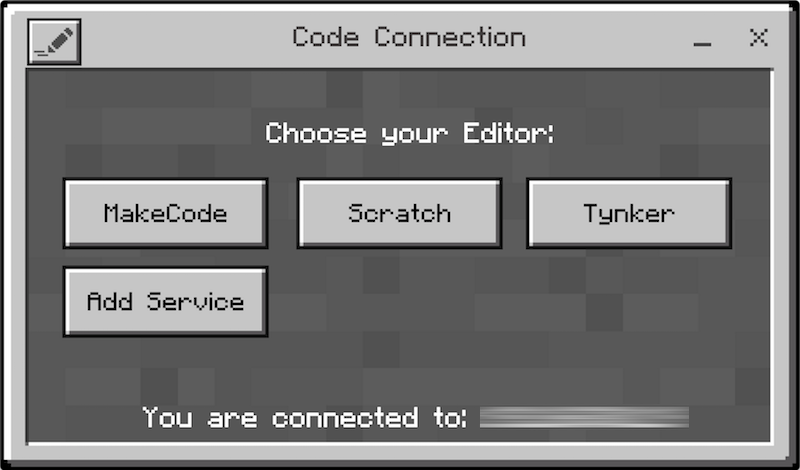 Code Connection
Choose your Editor:
MakeCode
Scratch
Tynker
Add Service
You are connected to: